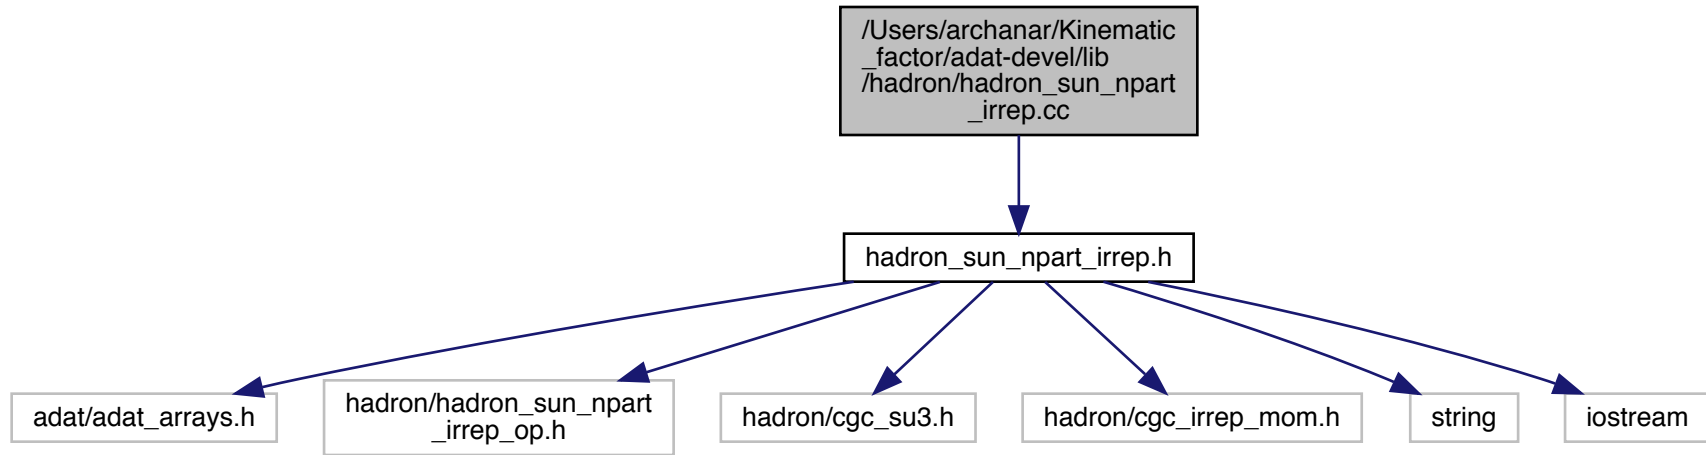 /Users/archanar/Kinematic
_factor/adat-devel/lib
/hadron/hadron_sun_npart
_irrep.cc
hadron_sun_npart_irrep.h
adat/adat_arrays.h
hadron/hadron_sun_npart
_irrep_op.h
hadron/cgc_su3.h
hadron/cgc_irrep_mom.h
string
iostream